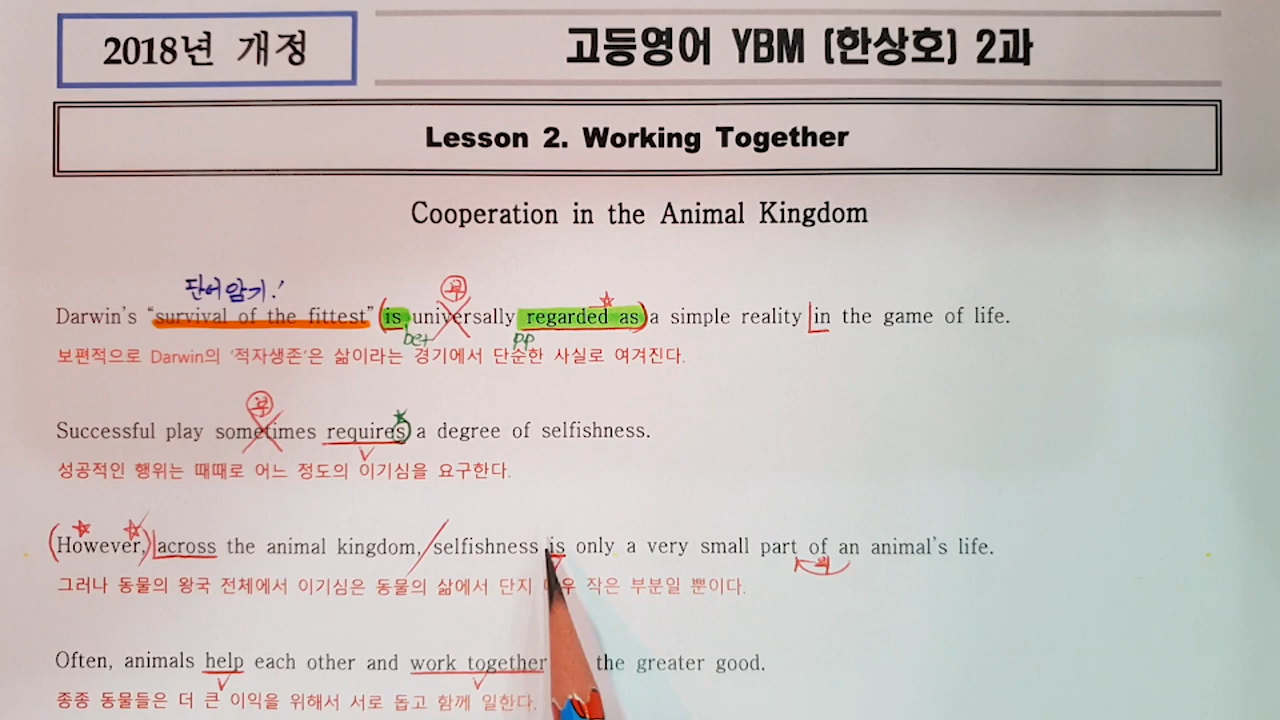 2018년 개정
고등영어 YBM (한상호) 2과
Lesson 2. Working Together
Cooperation in the Animal Kingdom
단어암기!
부
Darwin's “survival of the fittest” (is universally regarded as) a simple reality in the game of life.
be+ pp
보편적으로 Darwin의 '적자생존'은 삶이라는 경기에서 단순한 사실로 여겨진다.
부
Successful play sometimes requires a degree of selfishness.
성공적인 행위는 때때로 어느 정도의 이기심을 요구한다.
(However,) across the animal kingdom, / selfishness is only a very small part of an animal's life.
그러나 동물의 왕국 전체에서 이기심은 동물의 삶에서 단지 작은 부분일 뿐이다.
Often, animals help each other and work together the greater good.
종종 동물들은 더 큰 이익을 위해서 서로 돕고 함께 일한다.